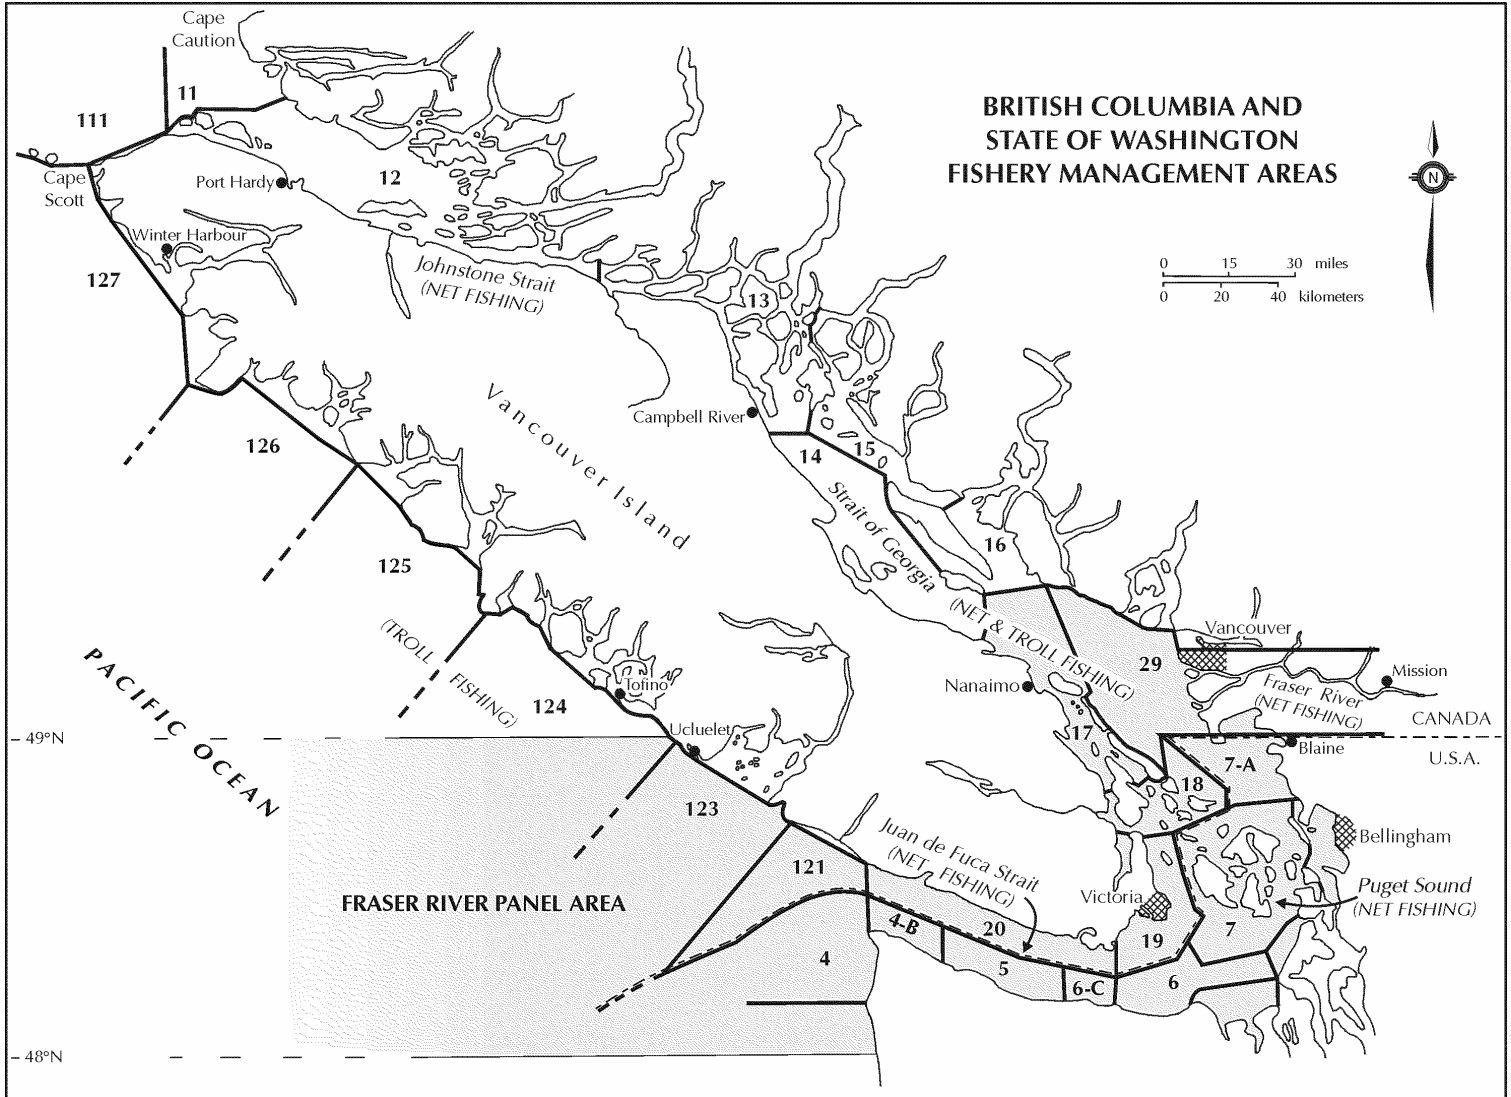 BRITISH COLUMBIA AND
STATE OF WASHINGTON
FISHERY MANAGEMENT AREAS
N
0 15 30 miles
0 20 40 kilometers
Cape
Caution
11
111
Cape
Scott
Port Hardy
12
Winter Harbour
127
Johnstone Strait
(NET FISHING)
13
Campbell River
Vancouver Island
126
14
15
Strait of Georgia
(NET & TROLL FISHING)
16
125
(TROLL
FISHING)
124
Tofino
Ucluelet
PACIFIC OCEAN
Nanaimo
17
29
Vancouver
Mission
Fraser River
(NET FISHING)
CANADA
U.S.A.
49°N
Blaine
7-A
18
123
121
FRASER RIVER PANEL AREA
Juan de Fuca Strait
(NET FISHING)
Victoria
Bellingham
Puget Sound
(NET FISHING)
4-B
20
19
7
4
5
6-C
6
48°N